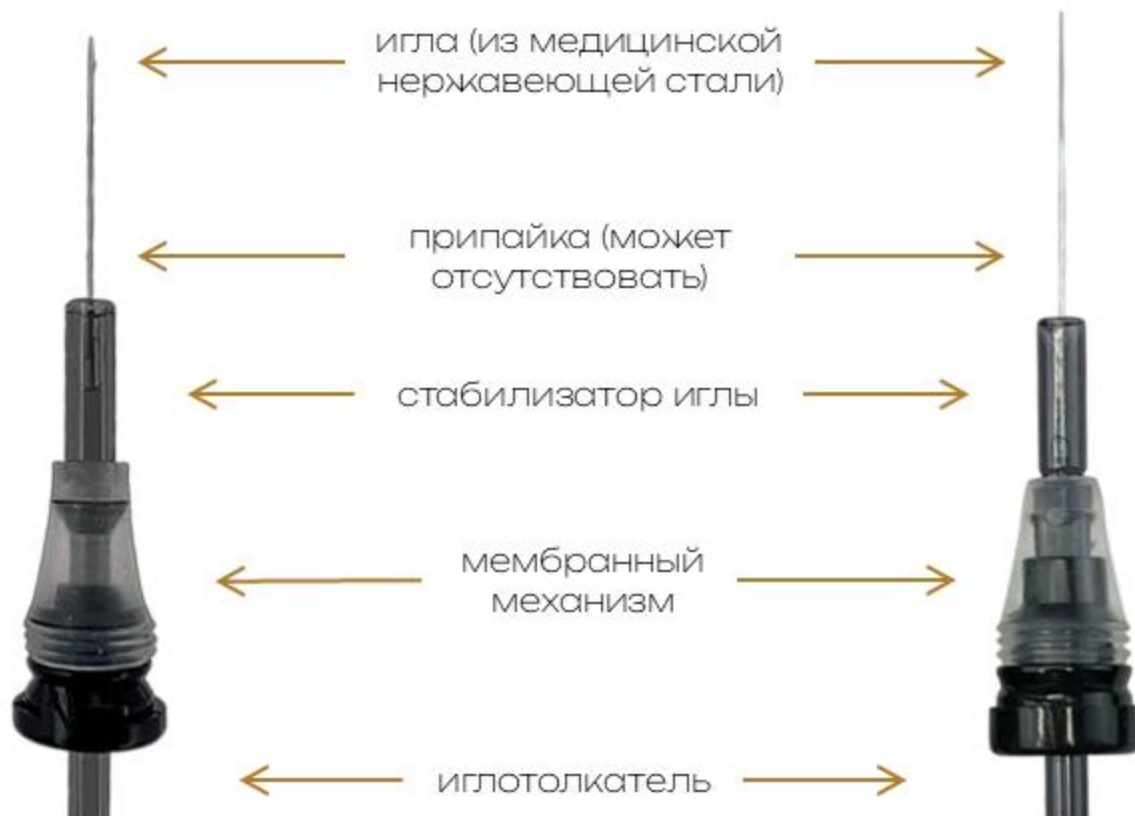 игла (из медицинской
нержавеющей стали)
припайка (может
отсутствовать)
стабилизатор иглы
мембранный
механизм
иглотолкатель